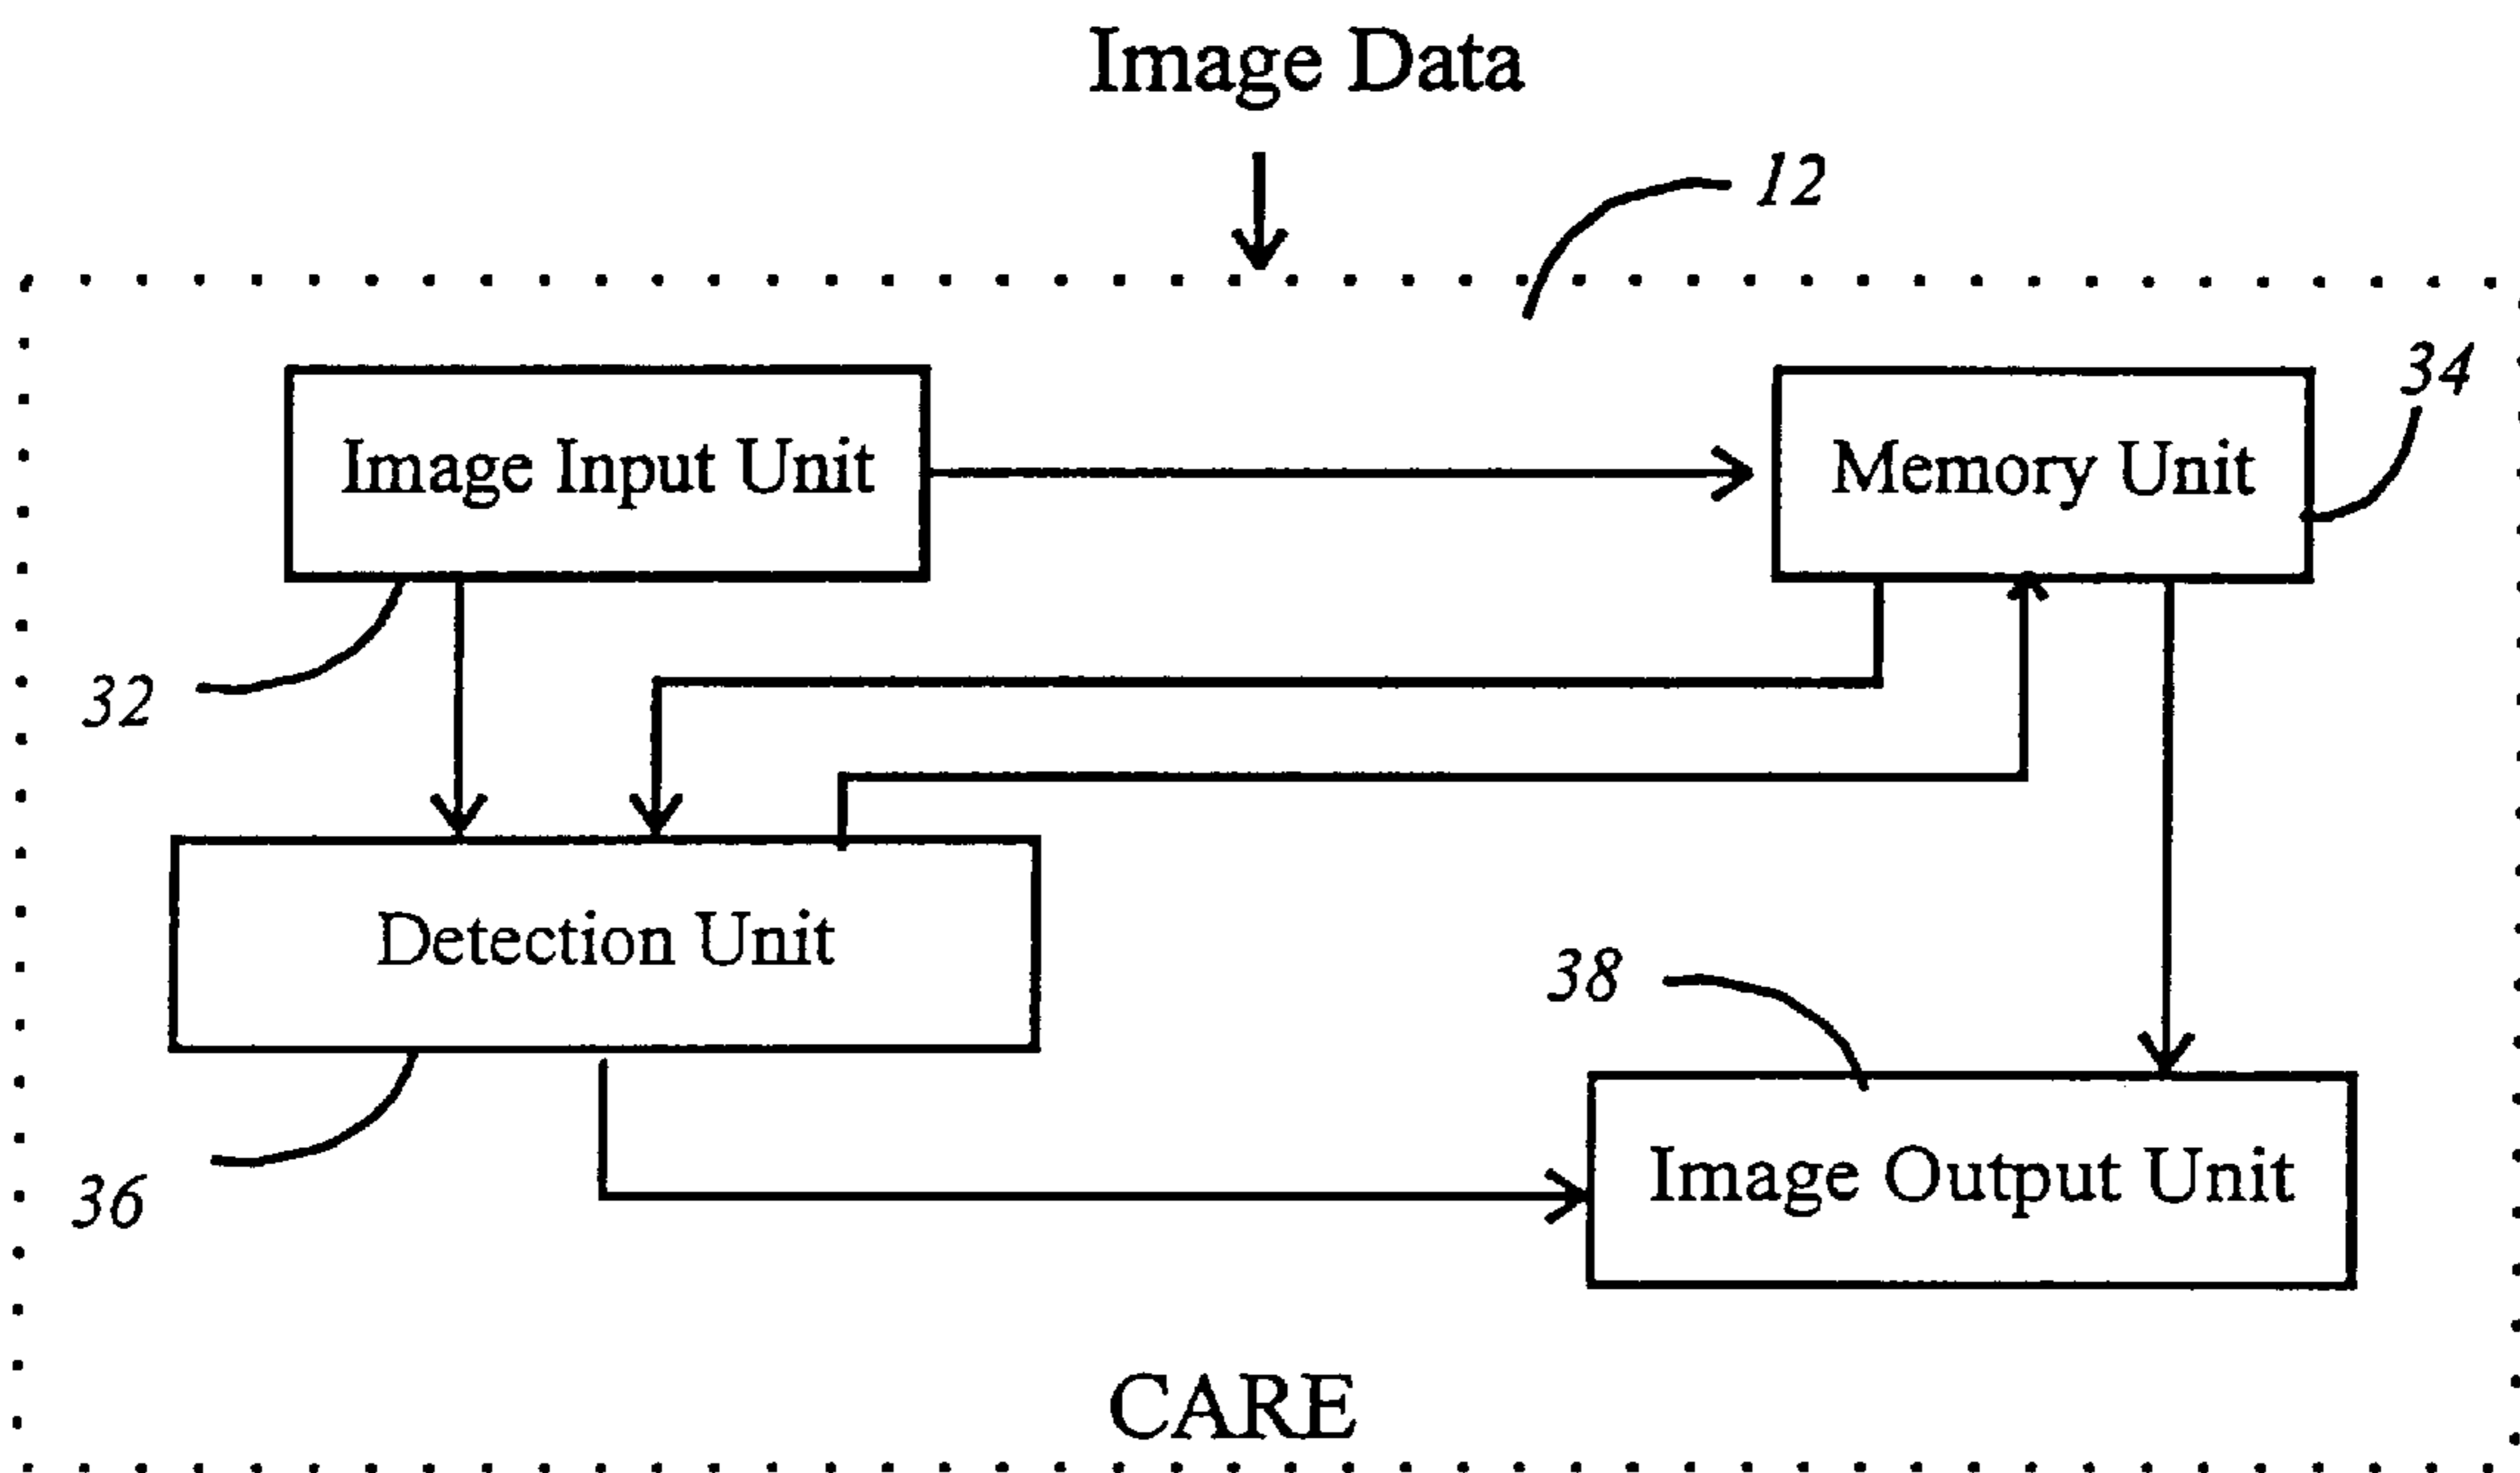 Image Data
12
34
Image Input Unit
Memory Unit
32
Detection Unit
38
36
Image Output Unit
CARE